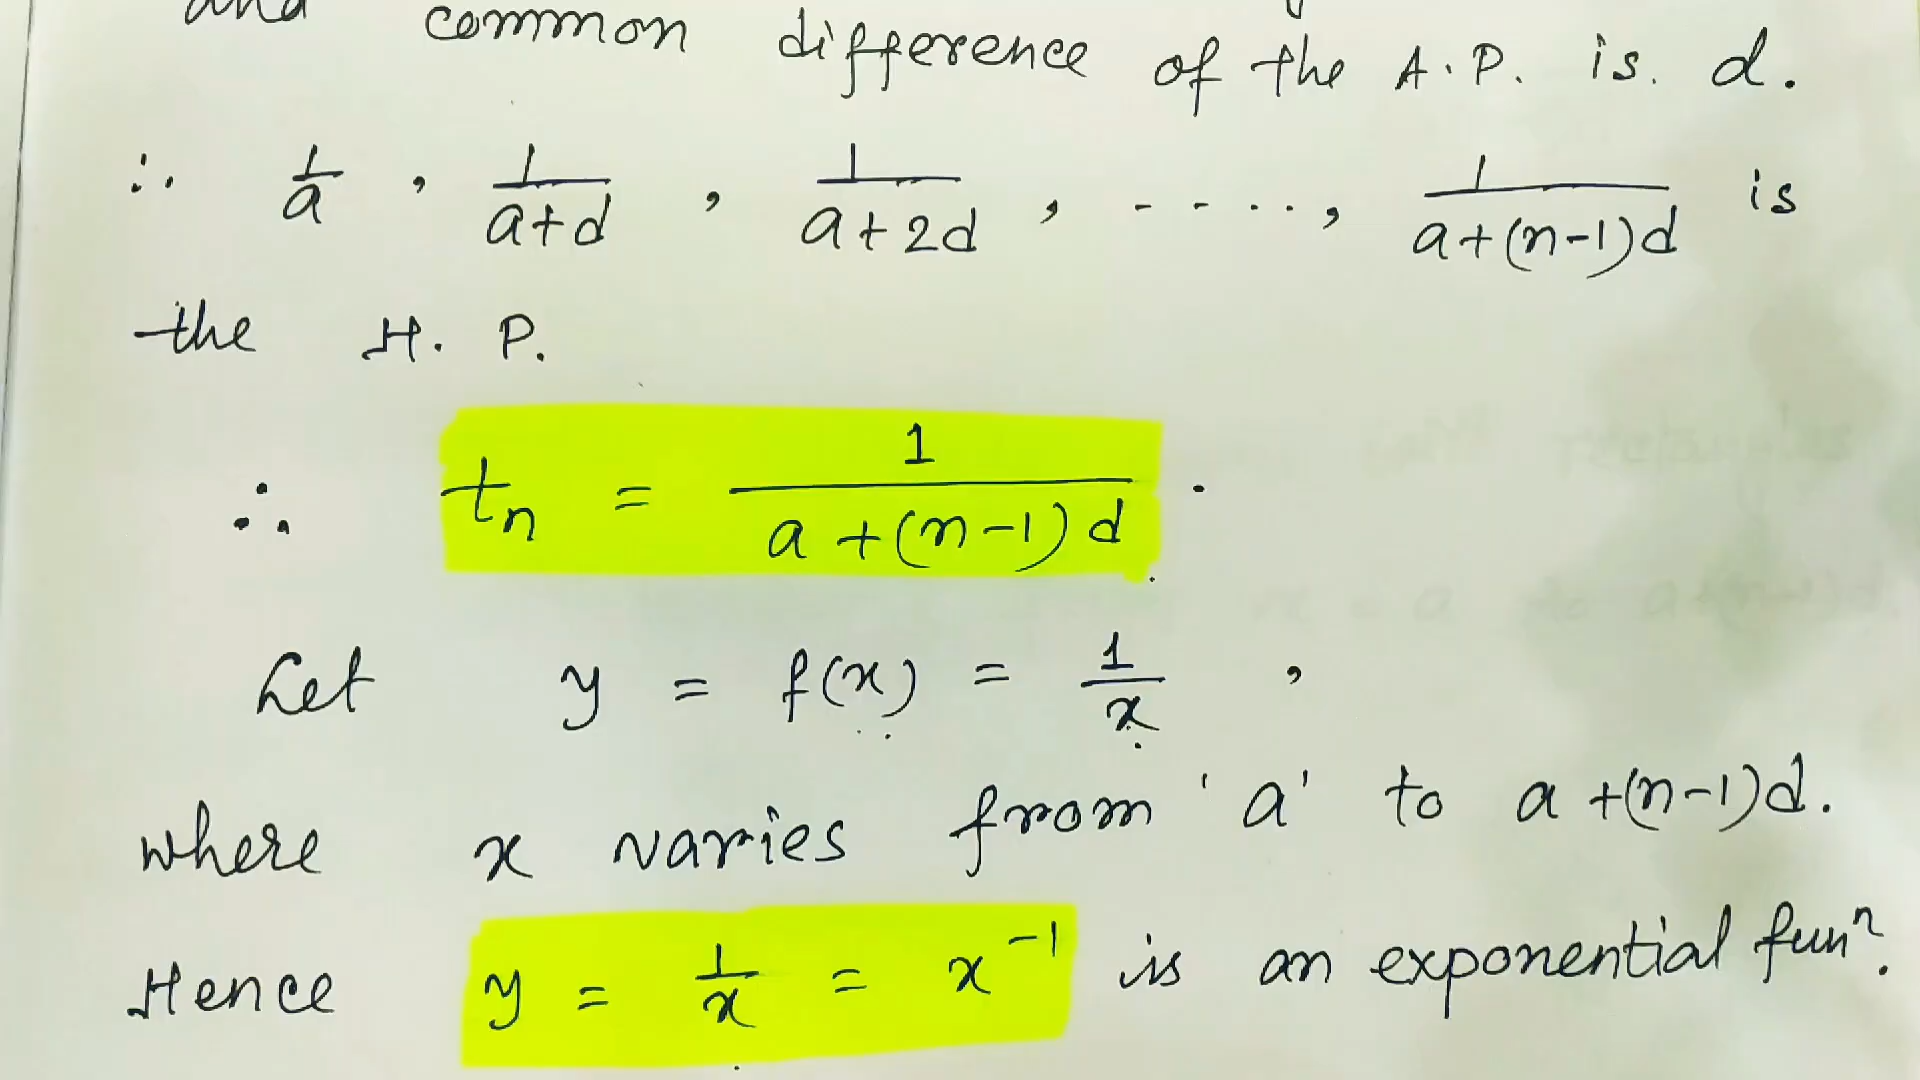 and common difference of the A.P. is. d.
∴ 1/a , 1/(a+d) , 1/(a+2d) , - - - . . , 1/(a+(n-1)d) is
the H. P.
∴ tn = 1/(a+(n-1)d) .
Let y = f(x) = 1/x ,
where x varies from 'a' to a+(n-1)d.
Hence y = 1/x = x⁻¹ is an exponential funⁿ.